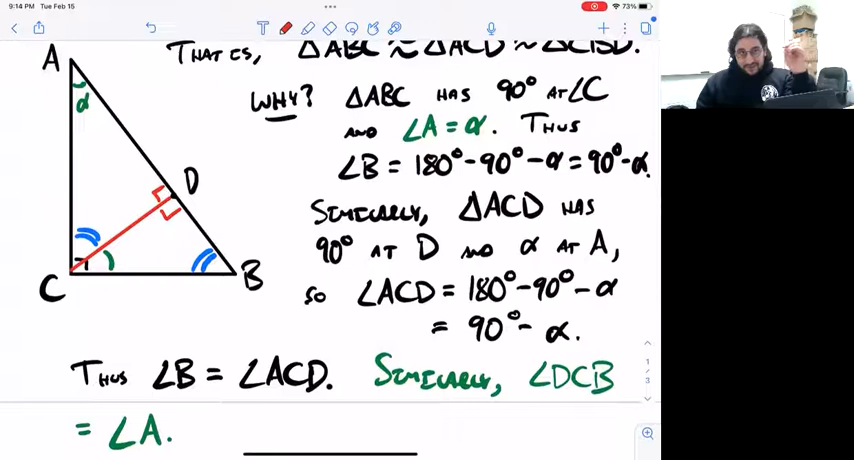 9:14 PM Tue Feb 15
73%
THAT IS, △ABC ≈ △ACD ≈ △CBD.
WHY? △ABC HAS 90° AT ∠C
AND ∠A = α. THUS
∠B = 180° - 90° - α = 90° - α.
SIMILARLY, △ACD HAS
90° AT D AND α AT A,
SO ∠ACD = 180° - 90° - α
= 90° - α.
THUS ∠B = ∠ACD. SIMILARLY, ∠DCB
= ∠A.
A
α
D
C
B
1
/
3